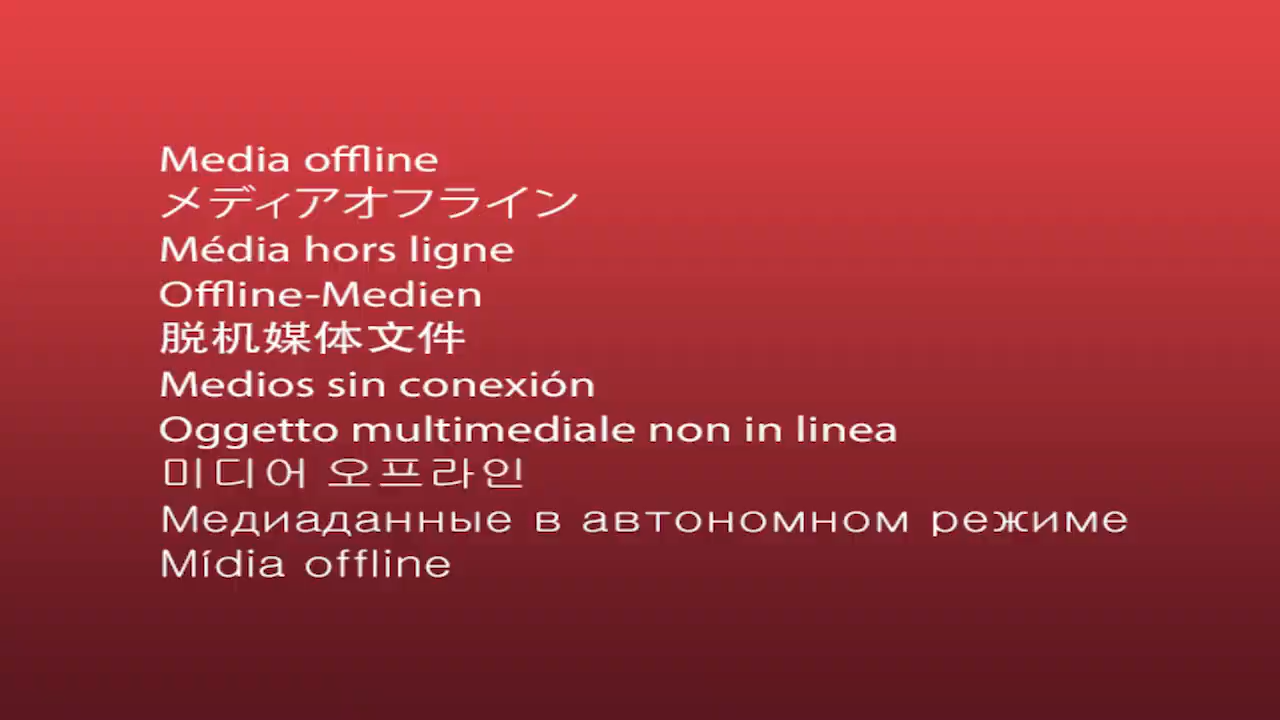 Media offline
メディアオフライン
Média hors ligne
Offline-Medien
脱机媒体文件
Medios sin conexión
Oggetto multimediale non in linea
미디어 오프라인
Медиаданные в автономном режиме
Mídia offline